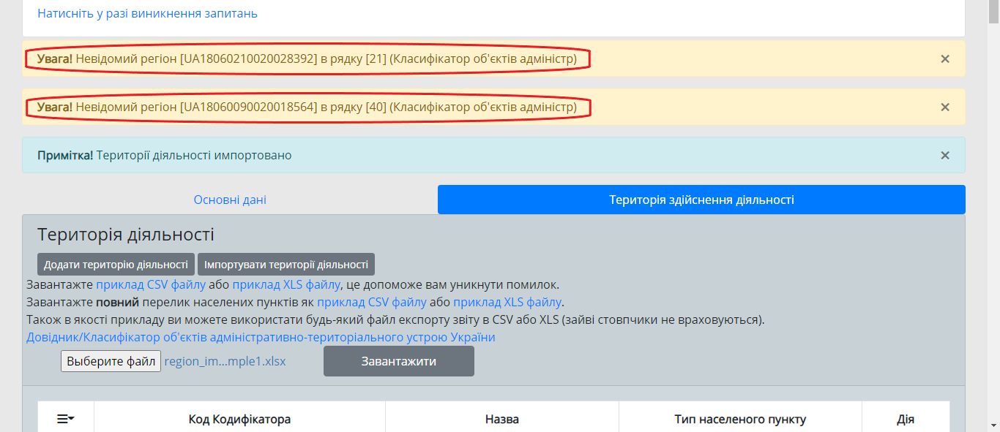 Натисніть у разі виникнення запитань
Увага! Невідомий регіон [UA18060210020028392] в рядку [21] (Класифікатор об'єктів адміністр) ×
Увага! Невідомий регіон [UA18060090020018564] в рядку [40] (Класифікатор об'єктів адміністр) ×
Примітка! Території діяльності импортовано ×
Основні дані Територія здійснення діяльності
Територія діяльності
Додати територію діяльності Імпортувати території діяльності
Завантажте приклад CSV файлу або приклад XLS файлу, це допоможе вам уникнути помилок.
Завантажте повний перелик населених пунктів як приклад CSV файлу або приклад XLS файлу.
Також в якості прикладу ви можете використати будь-який файл експорту звіту в CSV або XLS (зайві стовпчики не враховуються).
Довідник/Класифікатор об'єктів адміністративно-територіального устрою України
Выберите файл region_im...mple1.xlsx Завантажити
Код Кодифікатора Назва Тип населеного пункту Дія